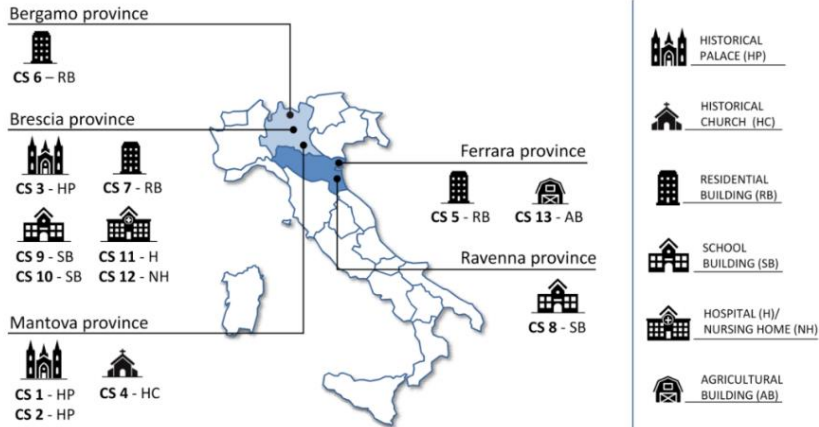 Bergamo province
CS 6 – RB
Brescia province
CS 3 - HP
CS 7 - RB
CS 9 - SB
CS 10 - SB
CS 11 - H
CS 12 - NH
Mantova province
CS 1 - HP
CS 2 - HP
CS 4 - HC
Ferrara province
CS 5 - RB
CS 13 - AB
Ravenna province
CS 8 - SB
HISTORICAL
PALACE (HP)
HISTORICAL
CHURCH (HC)
RESIDENTIAL
BUILDING (RB)
SCHOOL
BUILDING (SB)
HOSPITAL (H)/
NURSING HOME (NH)
AGRICULTURAL
BUILDING (AB)